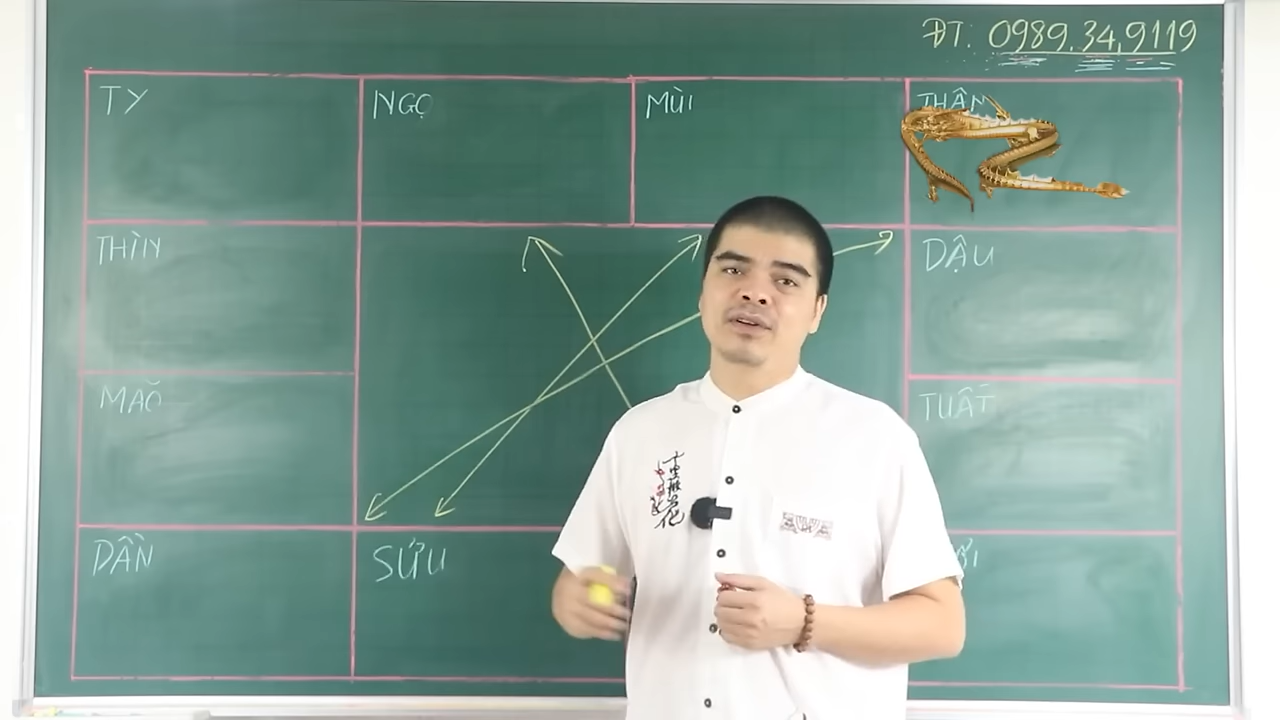 ĐT: 0989.34.9119
TỴ
NGỌ
MÙI
THÂN
THÌN
DẬU
MÃO
TUẤT
DẦN
SỬU